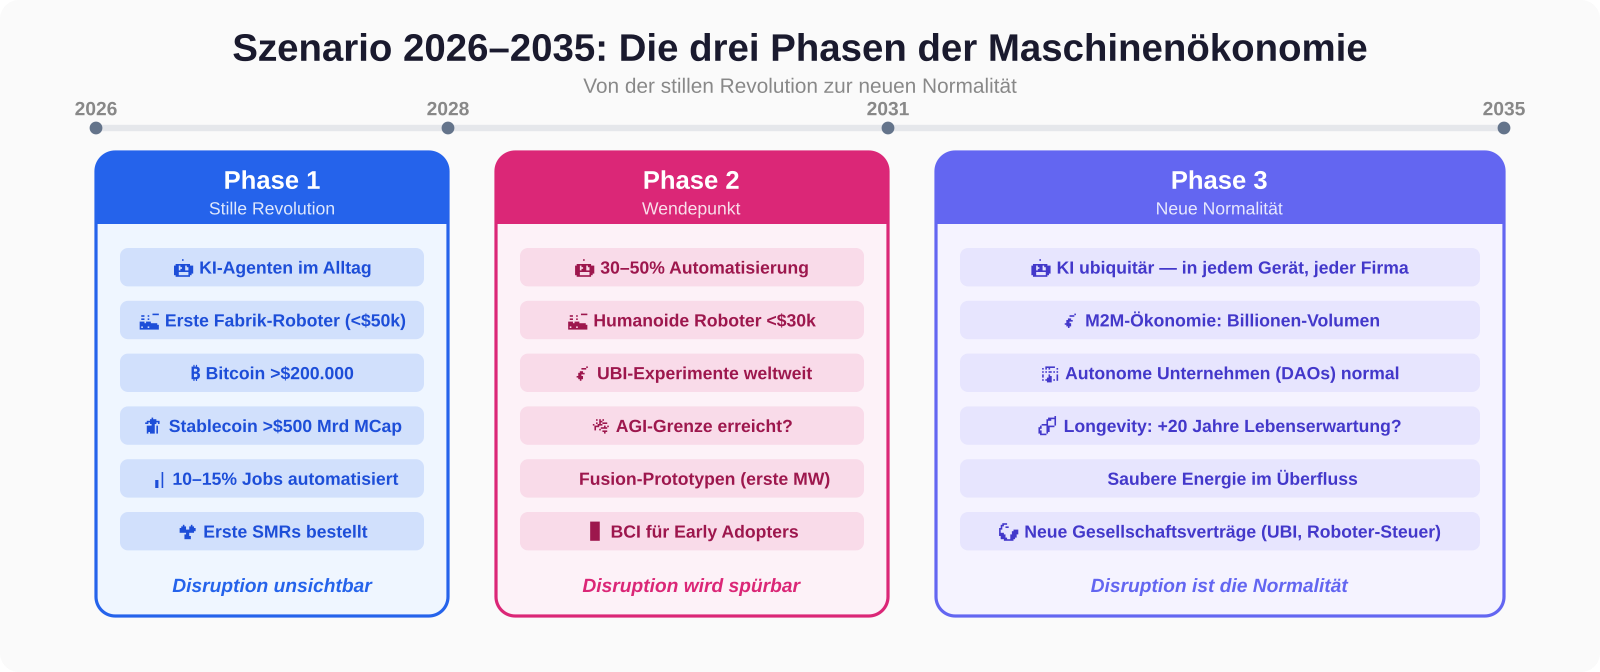 Szenario 2026–2035: Die drei Phasen der Maschinenökonomie
Von der stillen Revolution zur neuen Normalität
2026
2028
2031
2035
Phase 1
Stille Revolution
KI-Agenten im Alltag
Erste Fabrik-Roboter (<$50k)
₿ Bitcoin >$200.000
Stablecoin >$500 Mrd MCap
10–15% Jobs automatisiert
Erste SMRs bestellt
Disruption unsichtbar
Phase 2
Wendepunkt
30–50% Automatisierung
Humanoide Roboter <$30k
UBI-Experimente weltweit
AGI-Grenze erreicht?
Fusion-Prototypen (erste MW)
BCI für Early Adopters
Disruption wird spürbar
Phase 3
Neue Normalität
KI ubiquitär — in jedem Gerät, jeder Firma
M2M-Ökonomie: Billionen-Volumen
Autonome Unternehmen (DAOs) normal
Longevity: +20 Jahre Lebenserwartung?
Saubere Energie im Überfluss
Neue Gesellschaftsverträge (UBI, Roboter-Steuer)
Disruption ist die Normalität